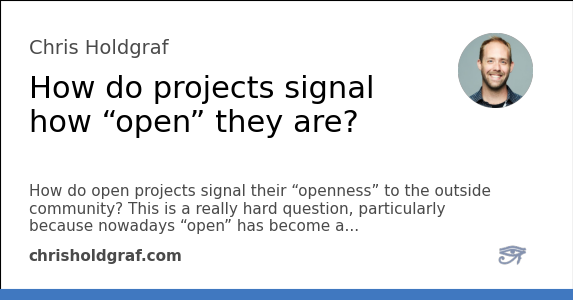 Chris Holdgraf
How do projects signal
how “open” they are?
How do open projects signal their “openness” to the outside
community? This is a really hard question, particularly
because nowadays “open” has become a...
chrisholdgraf.com